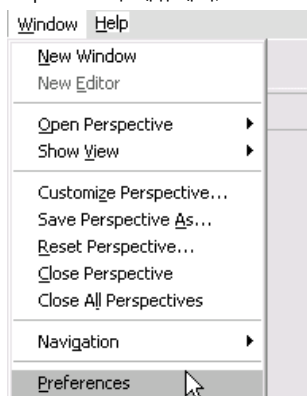 Window Help
New Window
New Editor
Open Perspective
Show View
Customize Perspective...
Save Perspective As...
Reset Perspective...
Close Perspective
Close All Perspectives
Navigation
Preferences